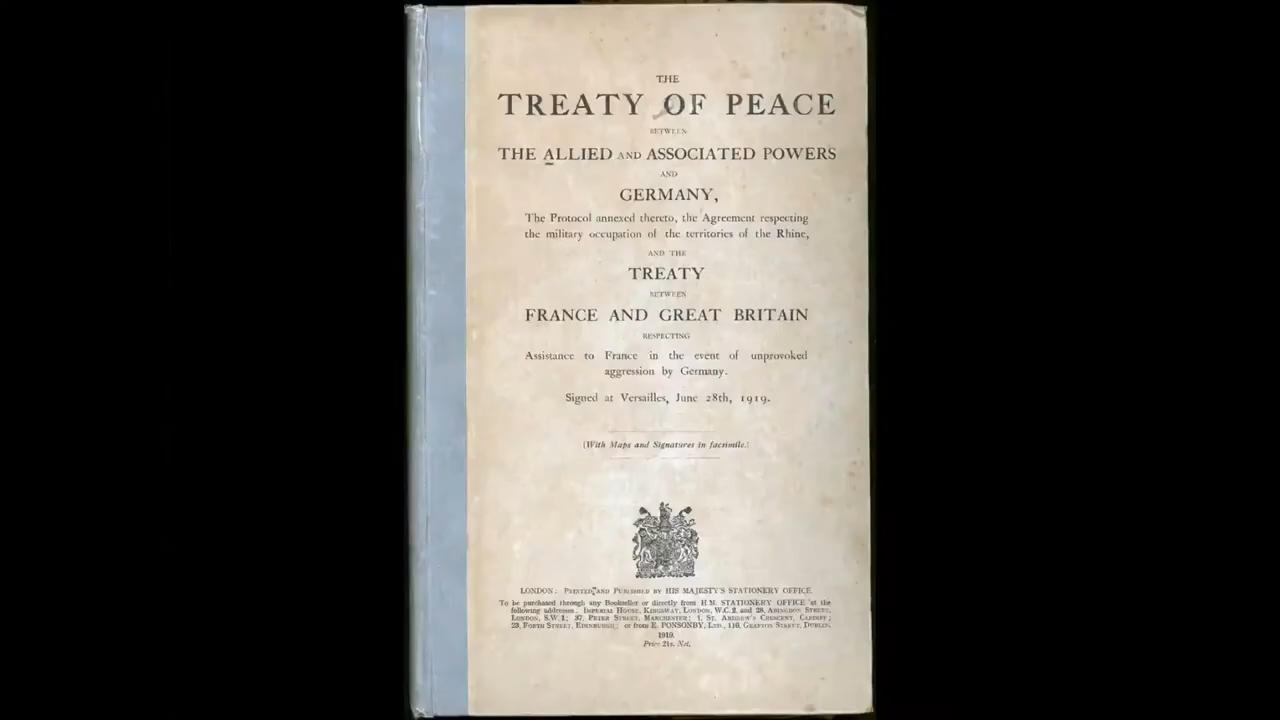 THE
TREATY OF PEACE
BETWEEN
THE ALLIED AND ASSOCIATED POWERS
AND
GERMANY,
The Protocol annexed thereto, the Agreement respecting
the military occupation of the territories of the Rhine,
AND THE
TREATY
BETWEEN
FRANCE AND GREAT BRITAIN
RESPECTING
Assistance to France in the event of unprovoked
aggression by Germany.
Signed at Versailles, June 28th, 1919.
(With Maps and Signatures in facsimile.)
LONDON: PRINTED AND PUBLISHED BY HIS MAJESTY'S STATIONERY OFFICE.
To be purchased through any Bookseller or directly from H.M. STATIONERY OFFICE at the
following addresses: IMPERIAL HOUSE, KINGSWAY, LONDON, W.C.2, and 28, ABINGDON STREET,
LONDON, S.W.1; 37, PETER STREET, MANCHESTER; 1, ST. ANDREW'S CRESCENT, CARDIFF;
23, FORTH STREET, EDINBURGH; or from E. PONSONBY, LTD., 116, GRAFTON STREET, DUBLIN.
1919.
Price 21s. Net.